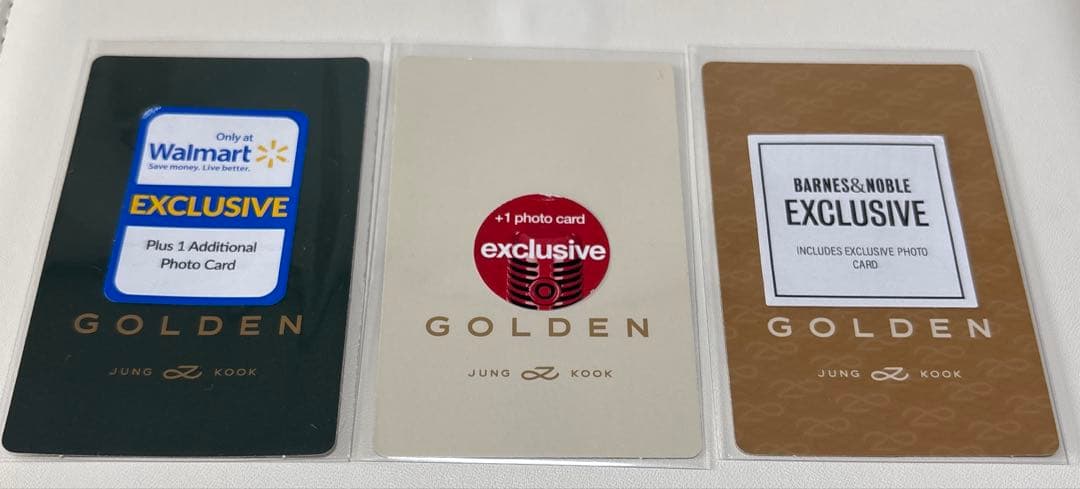 Only at
Walmart
Save money. Live better.
EXCLUSIVE
Plus 1 Additional
Photo Card
GOLDEN
JUNG KOOK
+1 photo card
exclusive
GOLDEN
JUNG KOOK
BARNES&NOBLE
EXCLUSIVE
INCLUDES EXCLUSIVE PHOTO
CARD
GOLDEN
JUNG KOOK